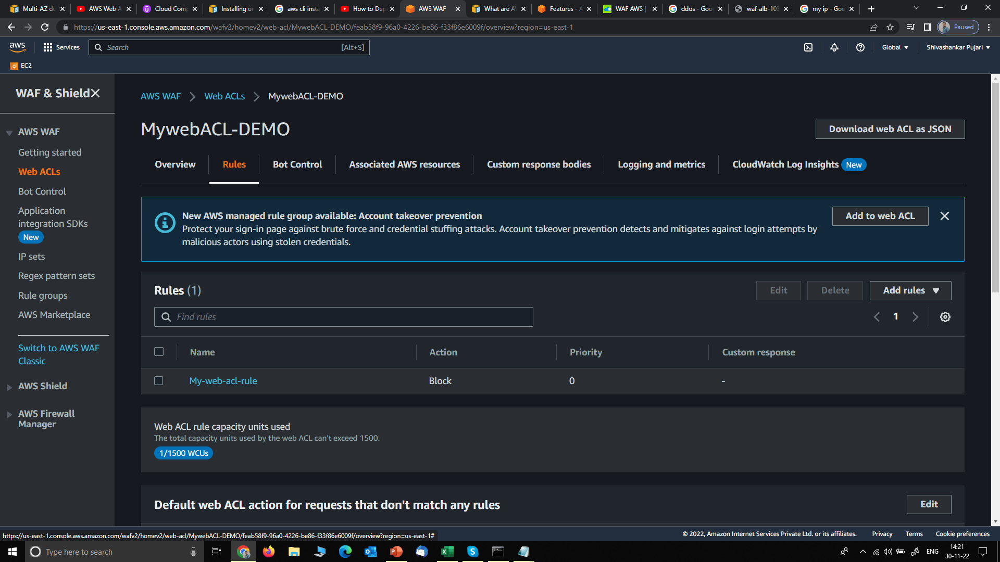 Multi-AZ de
AWS Web A
Cloud Comp
Installing or
aws cli insta
How to Dep
AWS WAF
What are A
Features - A
WAF AWS |
ddos - Goo
waf-alb-103
my ip - Goo
https://us-east-1.console.aws.amazon.com/wafv2/homev2/web-acl/MywebACL-DEMO/feab58f9-96a0-4226-be86-f33f86e6009f/overview?region=us-east-1
Paused
aws
Services
Search
[Alt+S]
Global
Shivashankar Pujari
EC2
WAF & Shield
AWS WAF
Getting started
Web ACLs
Bot Control
Application
integration SDKs
New
IP sets
Regex pattern sets
Rule groups
AWS Marketplace
Switch to AWS WAF
Classic
AWS Shield
AWS Firewall
Manager
AWS WAF
Web ACLs
MywebACL-DEMO
MywebACL-DEMO
Download web ACL as JSON
Overview
Rules
Bot Control
Associated AWS resources
Custom response bodies
Logging and metrics
CloudWatch Log Insights
New
New AWS managed rule group available: Account takeover prevention
Protect your sign-in page against brute force and credential stuffing attacks. Account takeover prevention detects and mitigates against login attempts by
malicious actors using stolen credentials.
Add to web ACL
Rules (1)
Edit
Delete
Add rules
Find rules
1
Name
Action
Priority
Custom response
My-web-acl-rule
Block
0
-
Web ACL rule capacity units used
The total capacity units used by the web ACL can't exceed 1500.
1/1500 WCUs
Default web ACL action for requests that don't match any rules
Edit
https://us-east-1.console.aws.amazon.com/wafv2/homev2/web-acl/MywebACL-DEMO/feab58f9-96a0-4226-be86-f33f86e6009f/overview?region=us-east-1#
© 2022, Amazon Internet Services Private Ltd. or its affiliates.
Privacy
Terms
Cookie preferences
Type here to search
ENG
14:21
30-11-22